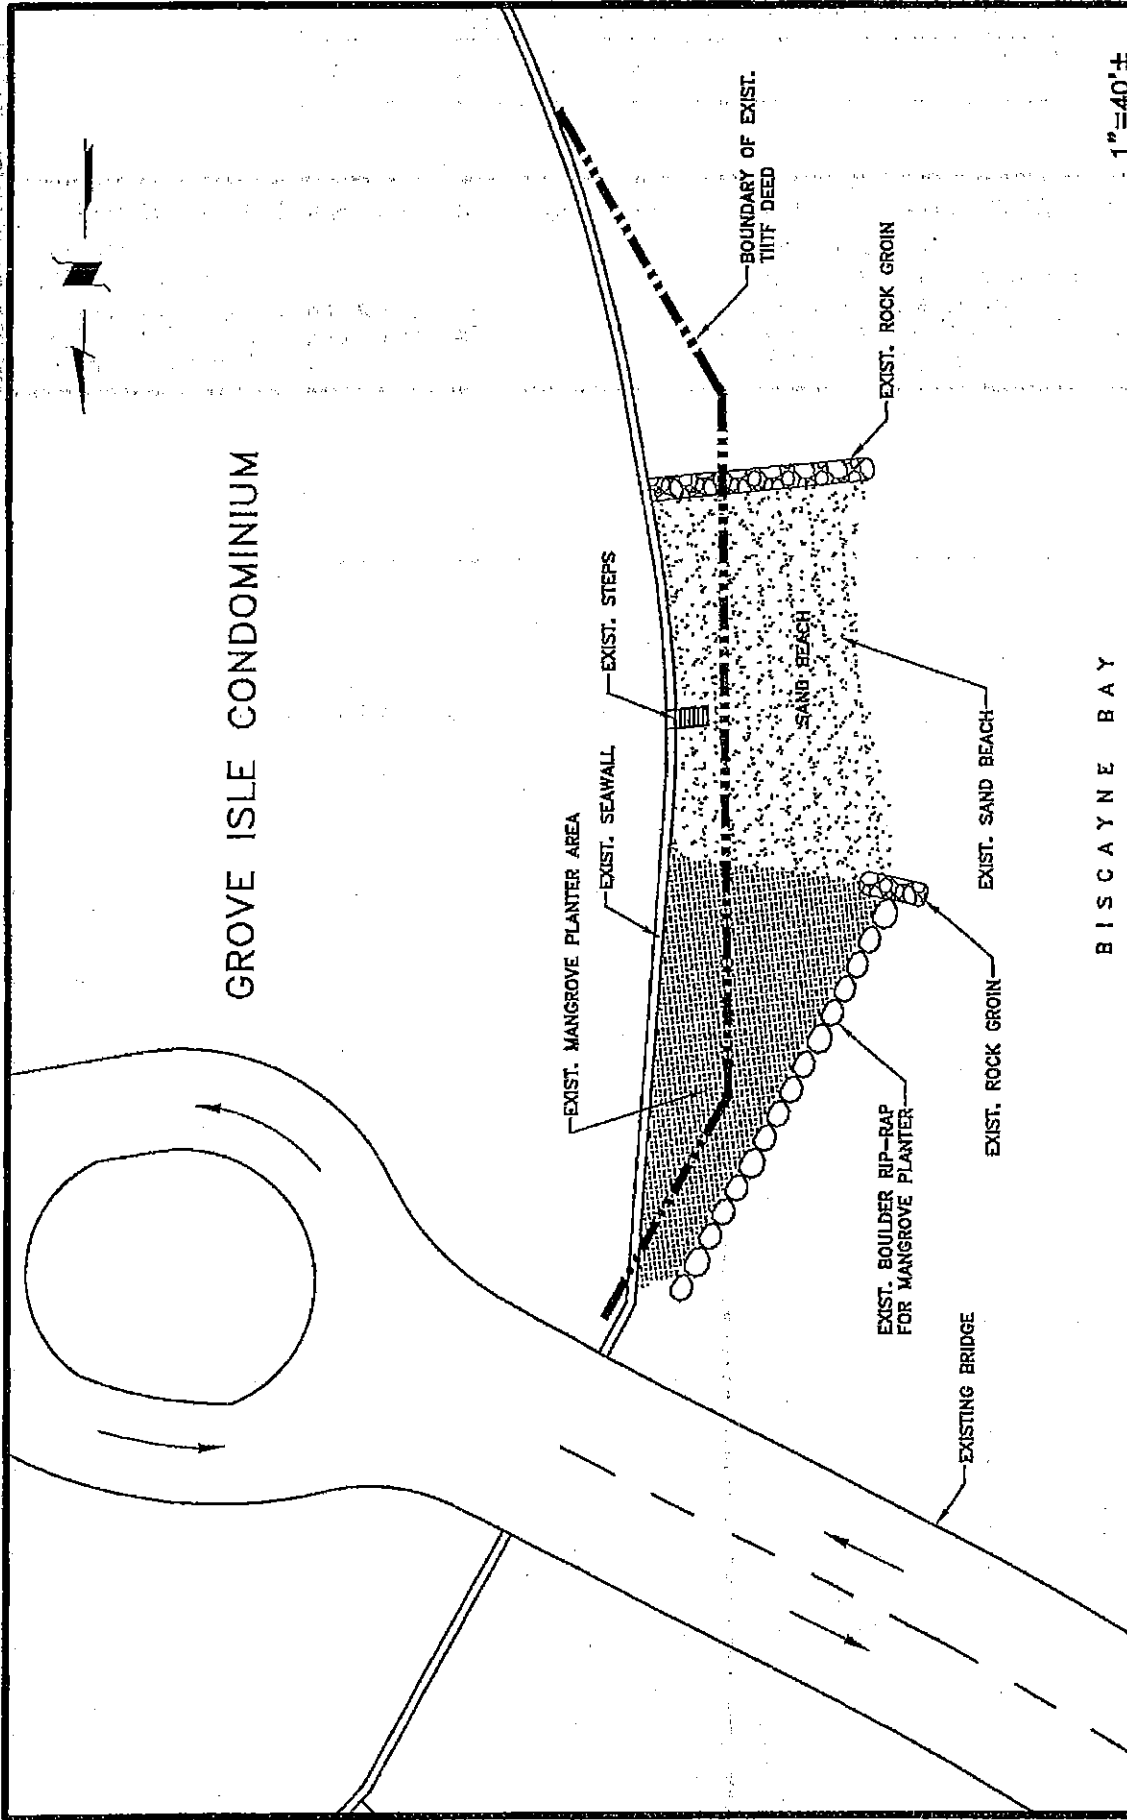 GROVE ISLE CONDOMINIUM
EXIST. MANGROVE PLANTER AREA
EXIST. SEAWALL
EXIST. STEPS
BOUNDARY OF EXIST.
TIITF DEED
EXIST. ROCK GROIN
SAND BEACH
EXIST. SAND BEACH
EXIST. BOULDER RIP-RAP
FOR MANGROVE PLANTER
EXIST. ROCK GROIN
EXISTING BRIDGE
BISCAYNE BAY
1"=40'±
N